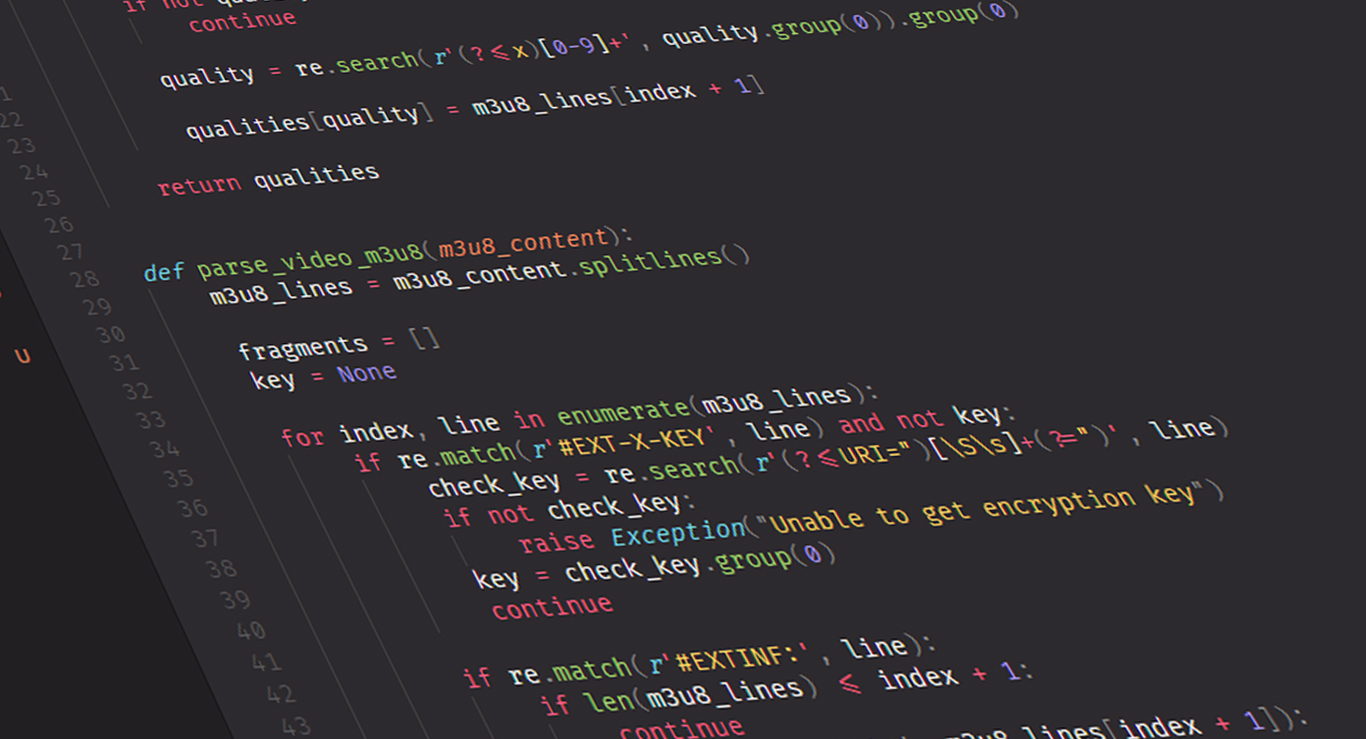 if not
continue
1 quality = re.search(r'(?<=x)[0-9]+', quality.group(0)).group(0)
22
23 qualities[quality] = m3u8_lines[index + 1]
24
25 return qualities
26
27
28 def parse_video_m3u8(m3u8_content):
29 m3u8_lines = m3u8_content.splitlines()
30
31 fragments = []
32 key = None
33
34 for index, line in enumerate(m3u8_lines):
35 if re.match(r'#EXT-X-KEY', line) and not key:
36 check_key = re.search(r'(?<=URI=")[\S\s]+(?=")', line)
37 if not check_key:
38 raise Exception("Unable to get encryption key")
39 key = check_key.group(0)
40 continue
41
42 if re.match(r'#EXTINF:', line):
43 if len(m3u8_lines) <= index + 1:
continue
m3u8_lines[index + 1]):
U